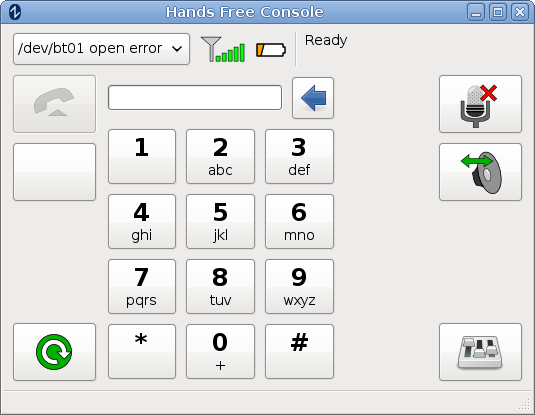 Hands Free Console
/dev/bt01 open error
Ready
1
2
abc
3
def
4
ghi
5
jkl
6
mno
7
pqrs
8
tuv
9
wxyz
*
0
+
#